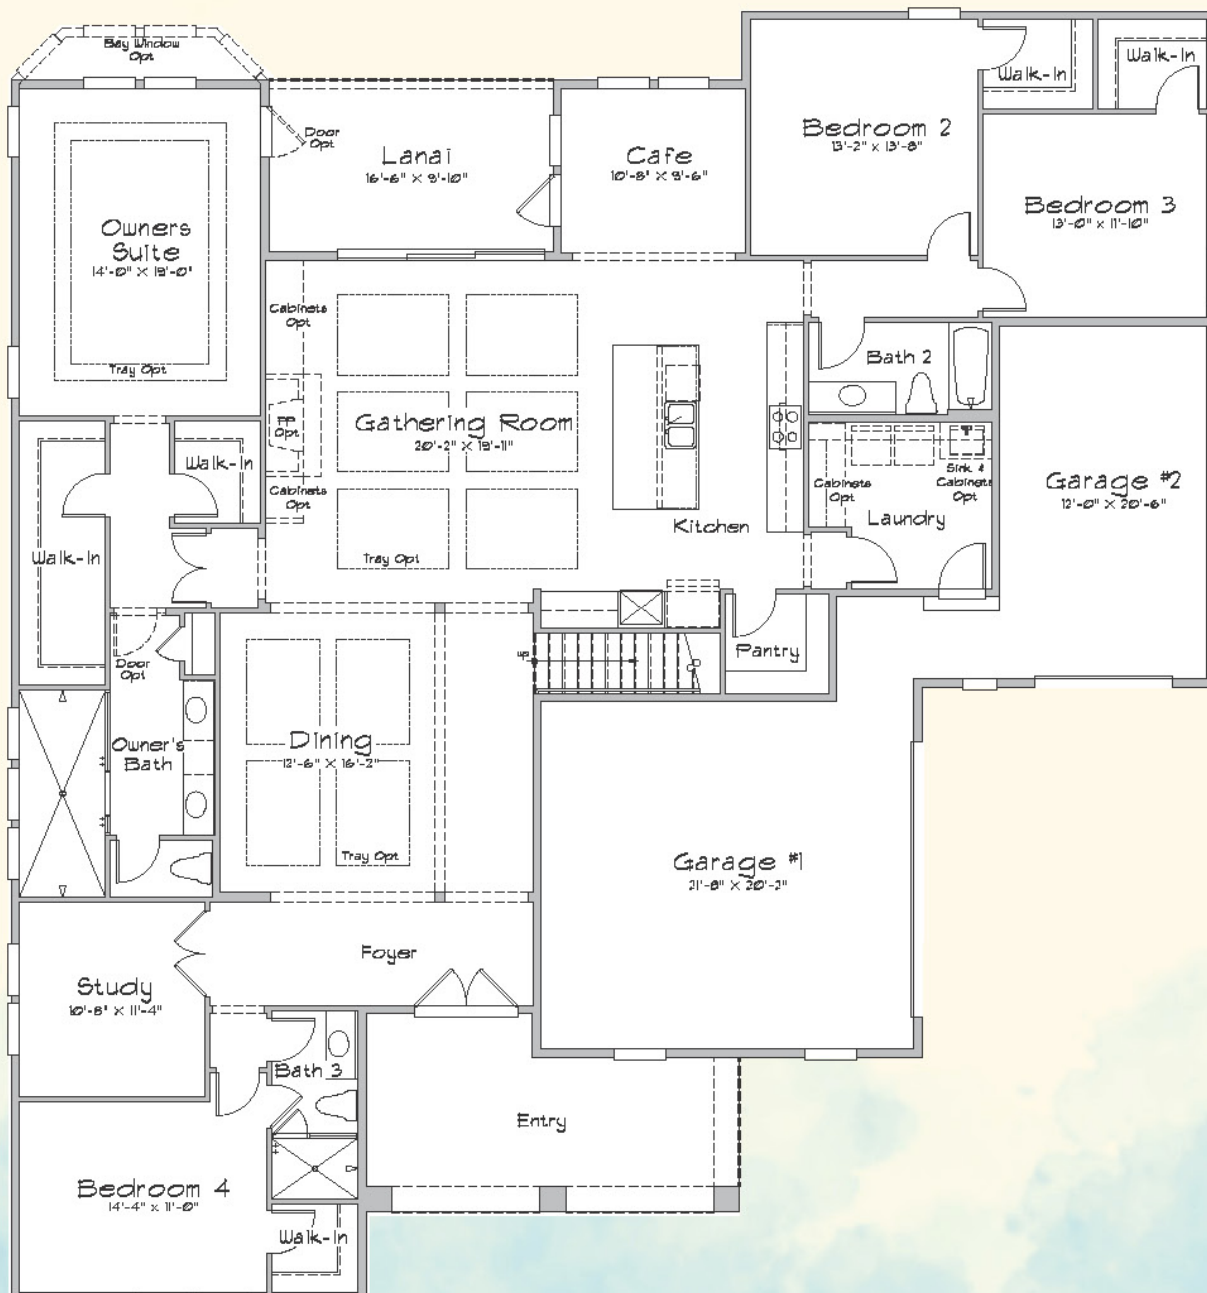 Bay Window
Opt
Walk-In
Walk-In
Door
Opt
Lanai
16'-6" X 9'-10"
Cafe
10'-8" X 9'-6"
Bedroom 2
13'-2" X 13'-8"
Bedroom 3
13'-0" X 11'-10"
Owners
Suite
14'-0" X 19'-0"
Tray Opt
Cabinets
Opt
FP
Opt
Cabinets
Opt
Gathering Room
20'-2" X 19'-11"
Tray Opt
Kitchen
Bath 2
Cabinets
Opt
Sink &
Cabinets
Opt
Laundry
Garage #2
12'-0" X 20'-6"
Walk-In
Walk-In
Door
Opt
Pantry
Owner's
Bath
Dining
12'-6" X 16'-2"
Tray Opt
Garage #1
21'-8" X 20'-2"
Foyer
Study
10'-8" X 11'-4"
Bath 3
Entry
Bedroom 4
14'-4" X 11'-0"
Walk-In